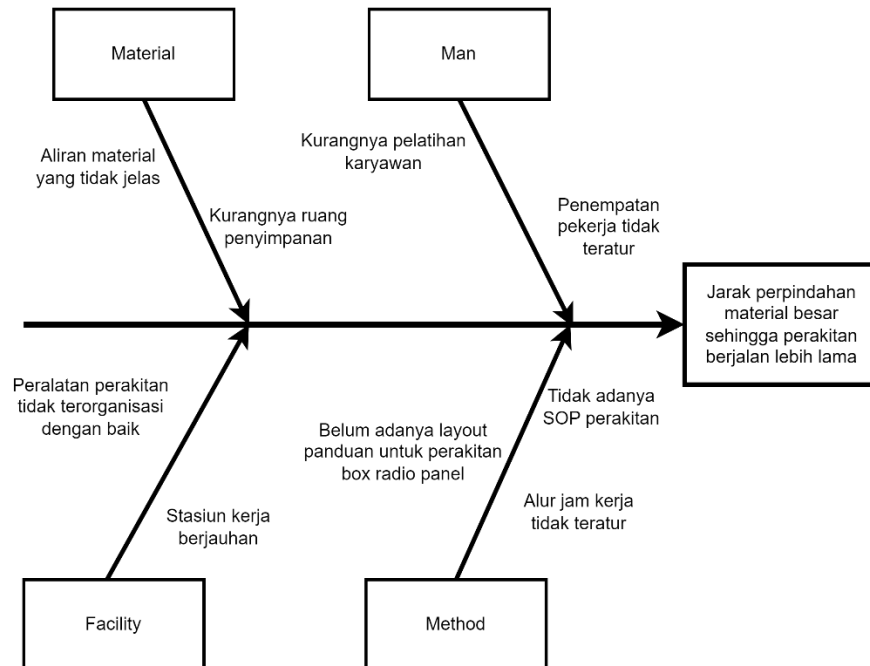 Material
Man
Aliran material
yang tidak jelas
Kurangnya ruang
penyimpanan
Kurangnya pelatihan
karyawan
Penempatan
pekerja tidak
teratur
Jarak perpindahan
material besar
sehingga perakitan
berjalan lebih lama
Peralatan perakitan
tidak terorganisasi
dengan baik
Stasiun kerja
berjauhan
Belum adanya layout
panduan untuk perakitan
box radio panel
Tidak adanya
SOP perakitan
Alur jam kerja
tidak teratur
Facility
Method